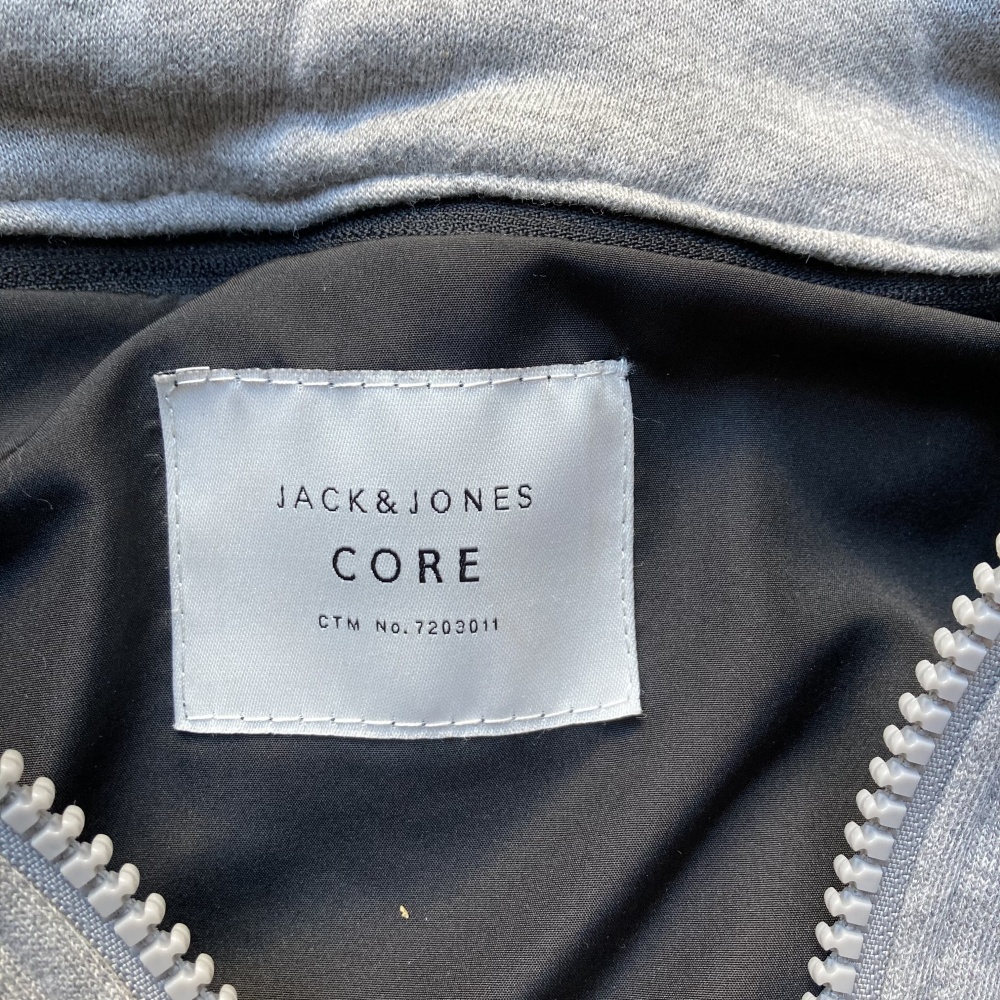 JACK&JONES
CORE
CTM No. 7203011